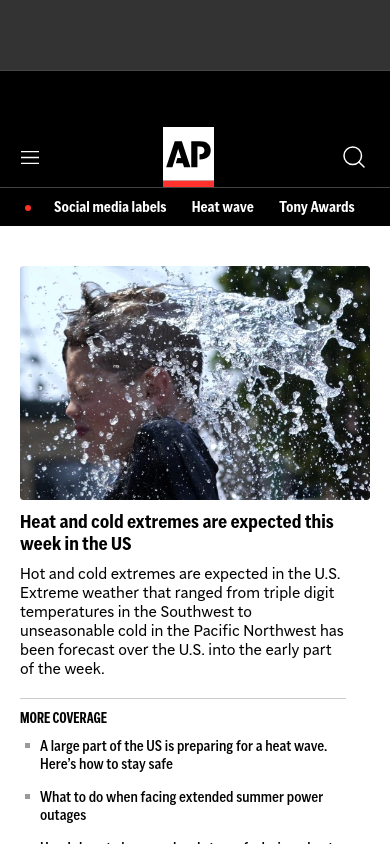 AP
Social media labels
Heat wave
Tony Awards
Heat and cold extremes are expected this
week in the US
Hot and cold extremes are expected in the U.S.
Extreme weather that ranged from triple digit
temperatures in the Southwest to
unseasonable cold in the Pacific Northwest has
been forecast over the U.S. into the early part
of the week.
MORE COVERAGE
A large part of the US is preparing for a heat wave.
Here's how to stay safe
What to do when facing extended summer power
outages